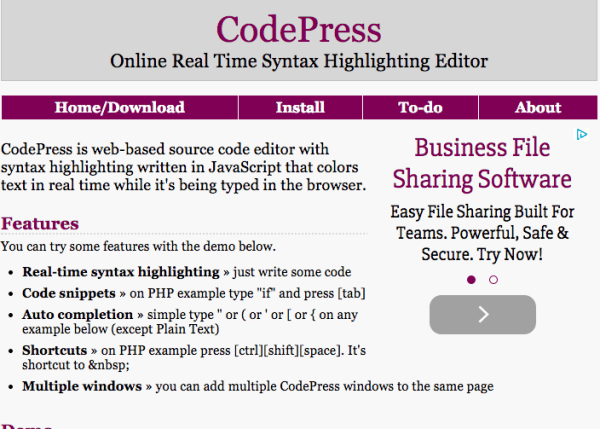 CodePress
Online Real Time Syntax Highlighting Editor
Home/Download Install To-do About
CodePress is web-based source code editor with
syntax highlighting written in JavaScript that colors
text in real time while it's being typed in the browser.
Features
You can try some features with the demo below.
• Real-time syntax highlighting » just write some code
• Code snippets » on PHP example type "if" and press [tab]
• Auto completion » simple type " or ( or ' or [ or { on any
example below (except Plain Text)
• Shortcuts » on PHP example press [ctrl][shift][space]. It's
shortcut to &nbsp;
• Multiple windows » you can add multiple CodePress windows to the same page
Business File
Sharing Software
Easy File Sharing Built For
Teams. Powerful, Safe &
Secure. Try Now!